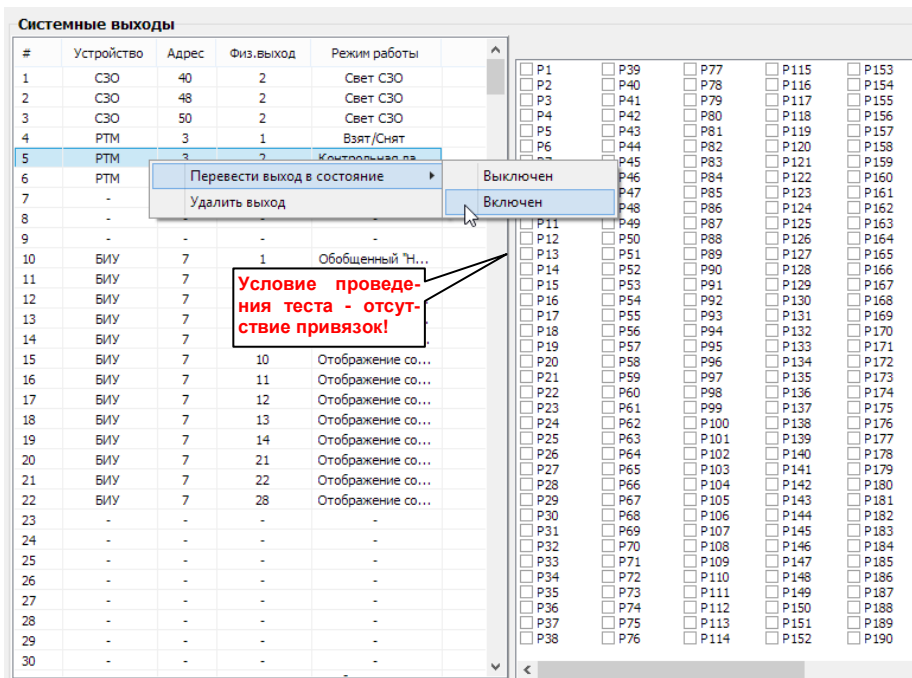 Системные выходы
# Устройство Адрес Физ.выход Режим работы
1 СЗО 40 2 Свет СЗО
2 СЗО 48 2 Свет СЗО
3 СЗО 50 2 Свет СЗО
4 РТМ 3 1 Взят/Снят
5 РТМ 3 2 Контрольная ла...
6 РТМ
7 -
8 - - - -
9 - - - -
10 БИУ 7 1 Обобщенный "Н...
11 БИУ 7
12 БИУ 7
13 БИУ 7
14 БИУ 7
15 БИУ 7 10 Отображение со...
16 БИУ 7 11 Отображение со...
17 БИУ 7 12 Отображение со...
18 БИУ 7 13 Отображение со...
19 БИУ 7 14 Отображение со...
20 БИУ 7 21 Отображение со...
21 БИУ 7 22 Отображение со...
22 БИУ 7 28 Отображение со...
23 - - - -
24 - - - -
25 - - - -
26 - - - -
27 - - - -
28 - - - -
29 - - - -
30 - - - -
Перевести выход в состояние
Удалить выход
Выключен
Включен
Условие проведе-
ния теста - отсут-
ствие привязок!
P1 P39 P77 P115 P153
P2 P40 P78 P116 P154
P3 P41 P79 P117 P155
P4 P42 P80 P118 P156
P5 P43 P81 P119 P157
P6 P44 P82 P120 P158
P7 P45 P83 P121 P159
P46 P84 P122 P160
P47 P85 P123 P161
P48 P86 P124 P162
P11 P49 P87 P125 P163
P12 P50 P88 P126 P164
P13 P51 P89 P127 P165
P14 P52 P90 P128 P166
P15 P53 P91 P129 P167
P16 P54 P92 P130 P168
P17 P55 P93 P131 P169
P18 P56 P94 P132 P170
P19 P57 P95 P133 P171
P20 P58 P96 P134 P172
P21 P59 P97 P135 P173
P22 P60 P98 P136 P174
P23 P61 P99 P137 P175
P24 P62 P100 P138 P176
P25 P63 P101 P139 P177
P26 P64 P102 P140 P178
P27 P65 P103 P141 P179
P28 P66 P104 P142 P180
P29 P67 P105 P143 P181
P30 P68 P106 P144 P182
P31 P69 P107 P145 P183
P32 P70 P108 P146 P184
P33 P71 P109 P147 P185
P34 P72 P110 P148 P186
P35 P73 P111 P149 P187
P36 P74 P112 P150 P188
P37 P75 P113 P151 P189
P38 P76 P114 P152 P190